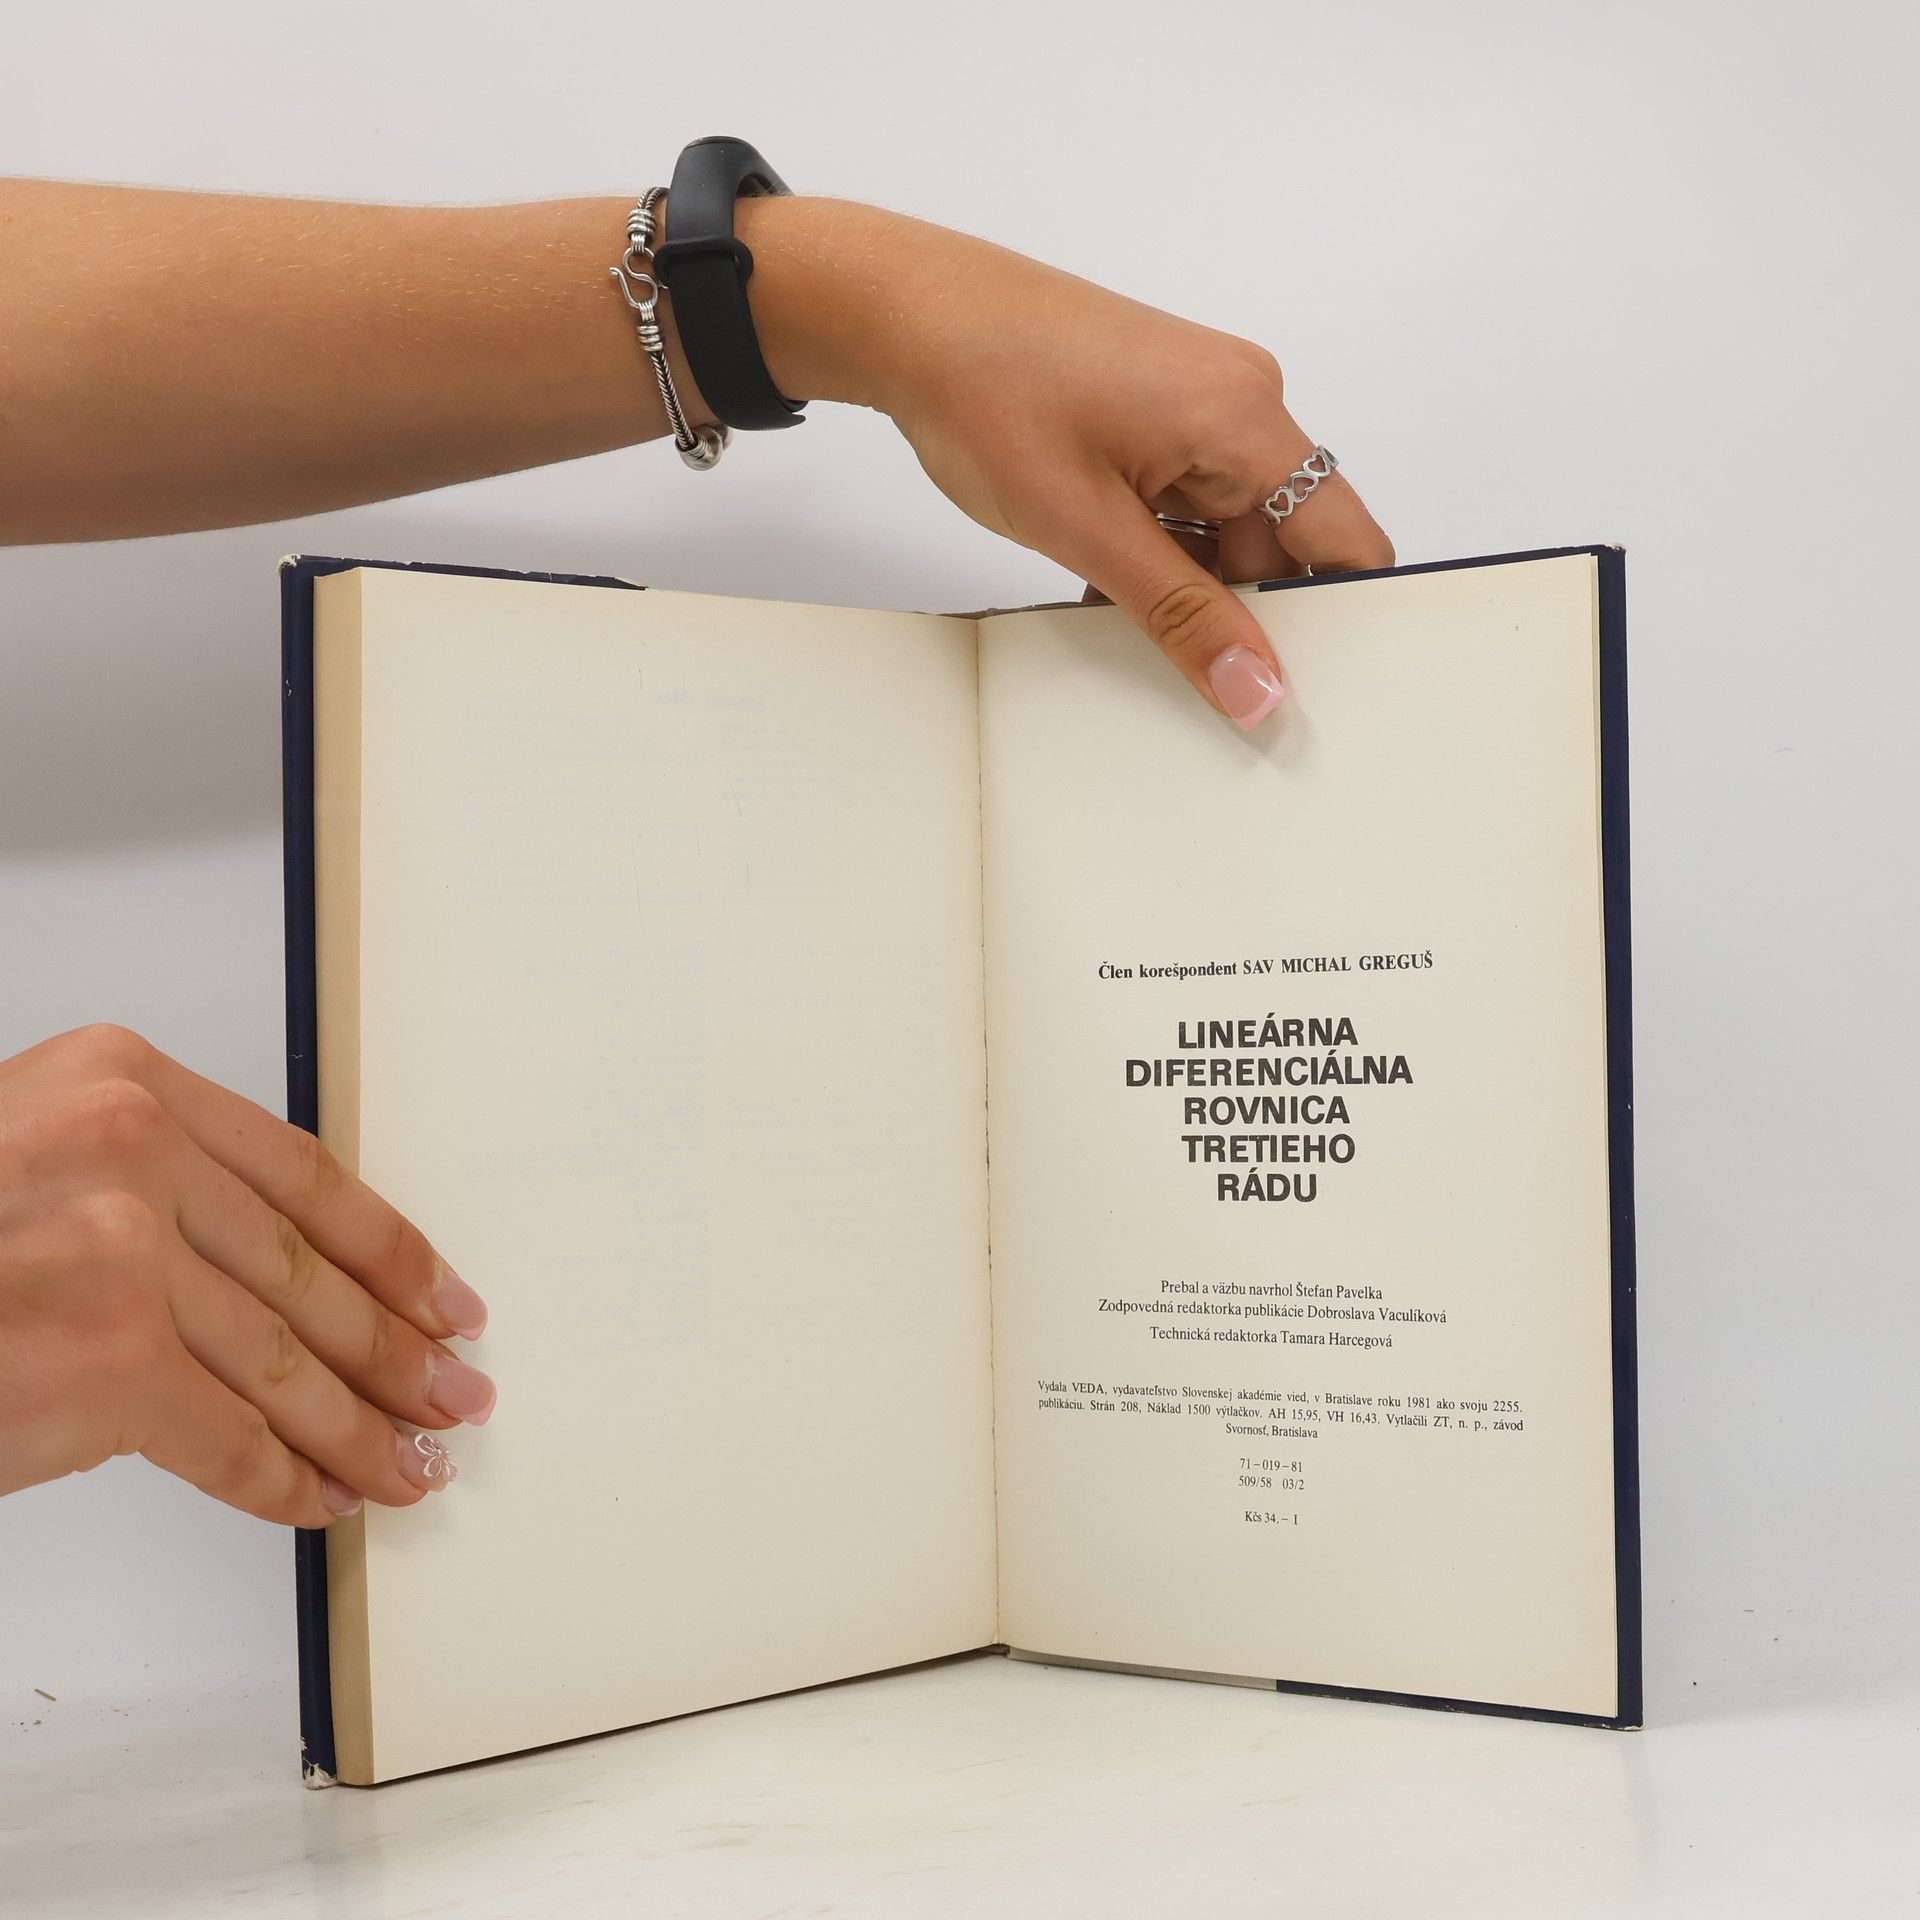 Člen korešpondent SAV MICHAL GREGUŠ
LINEÁRNA
DIFERENCIÁLNA
ROVNICA
TRETIEHO
RÁDU
Prebal a väzbu navrhol Štefan Pavelka
Zodpovedná redaktorka publikácie Dobroslava Vaculíková
Technická redaktorka Tamara Harcegová
Vydala VEDA, vydavateľstvo Slovenskej akadémie vied, v Bratislave roku 1981 ako svoju 2255.
publikáciu. Strán 208, Náklad 1500 výtlačkov. AH 15,95, VH 16,43. Vytlačili ZT, n. p., závod
Svornosť, Bratislava
71–019–81
509/58 03/2
Kčs 34.– I